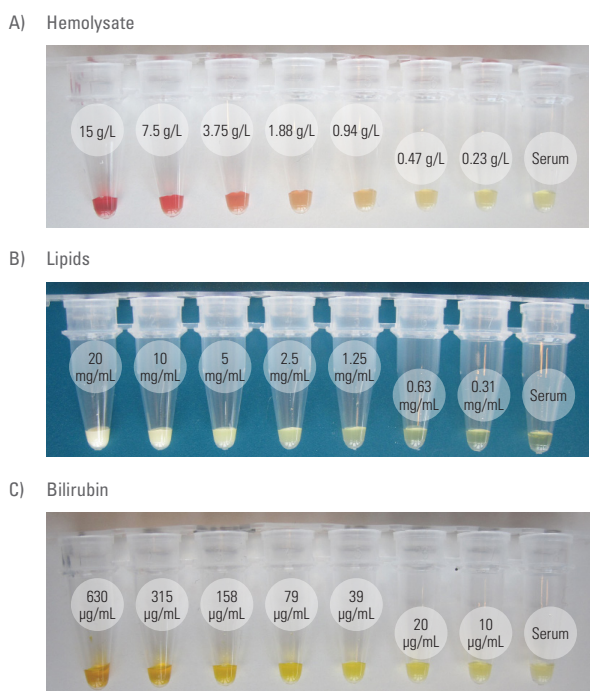 A) Hemolysate
15 g/L 7.5 g/L 3.75 g/L 1.88 g/L 0.94 g/L 0.47 g/L 0.23 g/L Serum
B) Lipids
20 10 5 2.5 1.25
mg/mL mg/mL mg/mL mg/mL mg/mL
0.63 0.31 Serum
mg/mL mg/mL
C) Bilirubin
630 315 158 79 39
µg/mL µg/mL µg/mL µg/mL µg/mL
20 10 Serum
µg/mL µg/mL